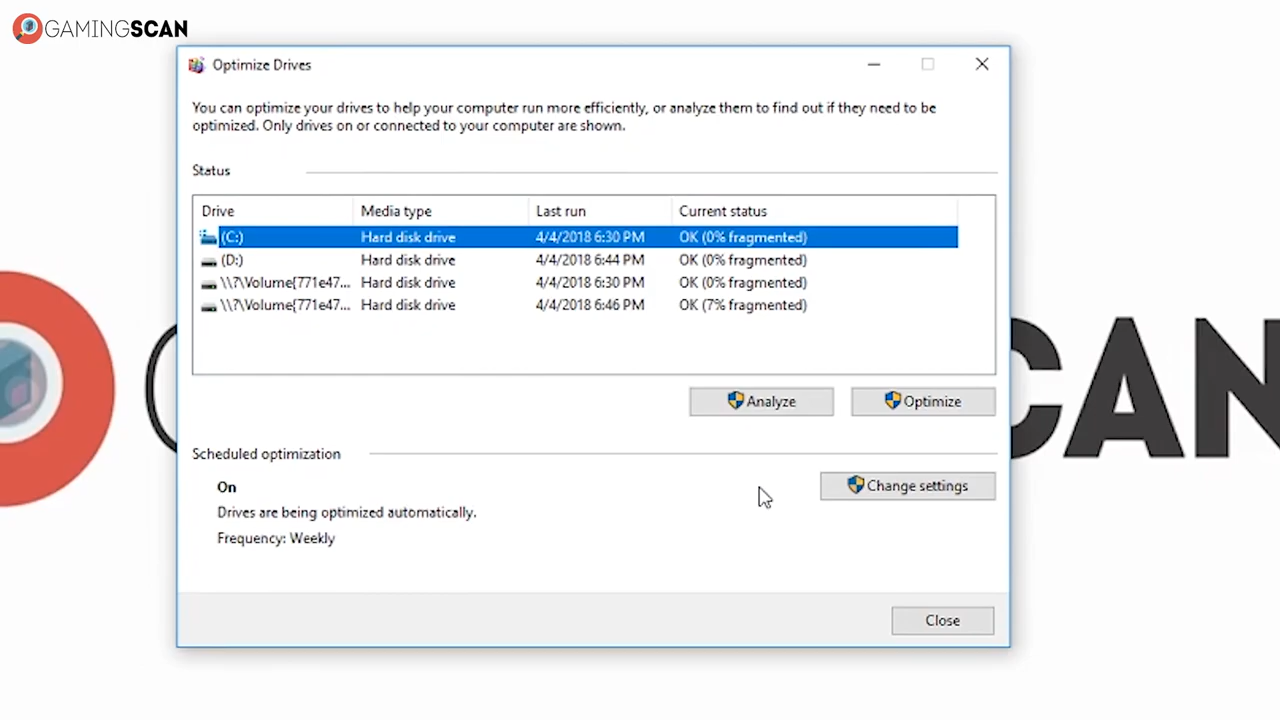 GAMINGSCAN
Optimize Drives
You can optimize your drives to help your computer run more efficiently, or analyze them to find out if they need to be
optimized. Only drives on or connected to your computer are shown.
Status
Drive Media type Last run Current status
(C:) Hard disk drive 4/4/2018 6:30 PM OK (0% fragmented)
(D:) Hard disk drive 4/4/2018 6:44 PM OK (0% fragmented)
\\?\Volume{771e47... Hard disk drive 4/4/2018 6:30 PM OK (0% fragmented)
\\?\Volume{771e47... Hard disk drive 4/4/2018 6:46 PM OK (7% fragmented)
CAN
Analyze Optimize
Scheduled optimization
On Change settings
Drives are being optimized automatically.
Frequency: Weekly
Close